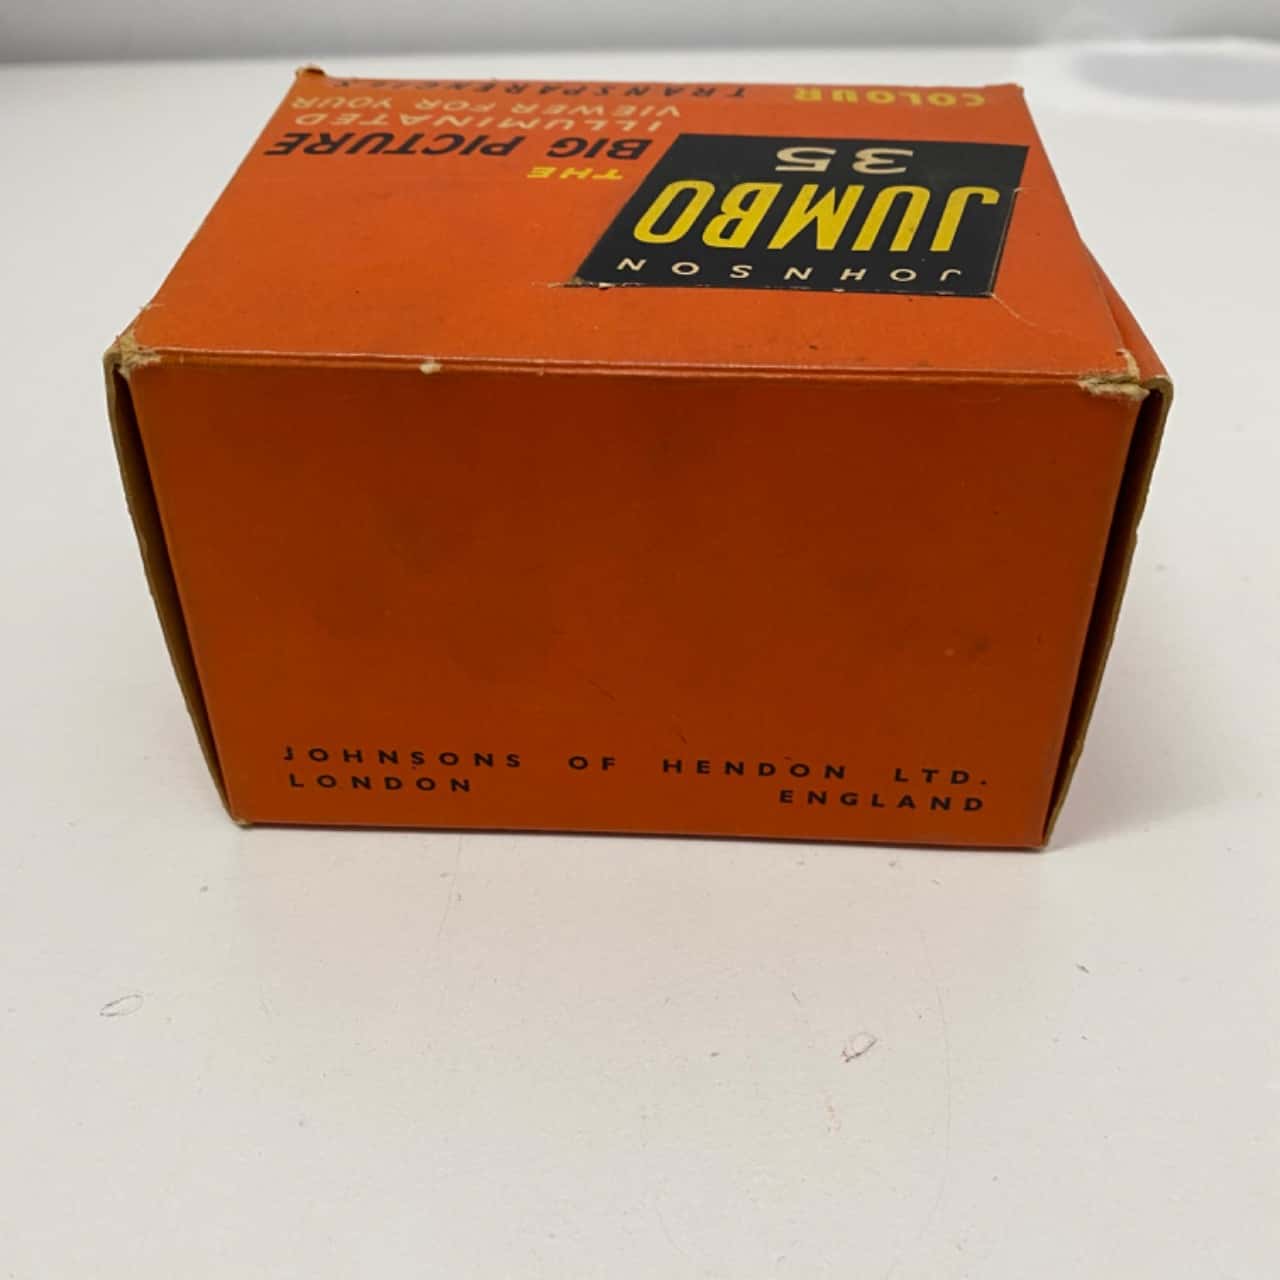 JOHNSON
JUMBO
35
THE
BIG PICTURE
ILLUMINATED
VIEWER FOR YOUR
COLOUR TRANSPARENCIES
JOHNSONS OF HENDON LTD.
LONDON ENGLAND